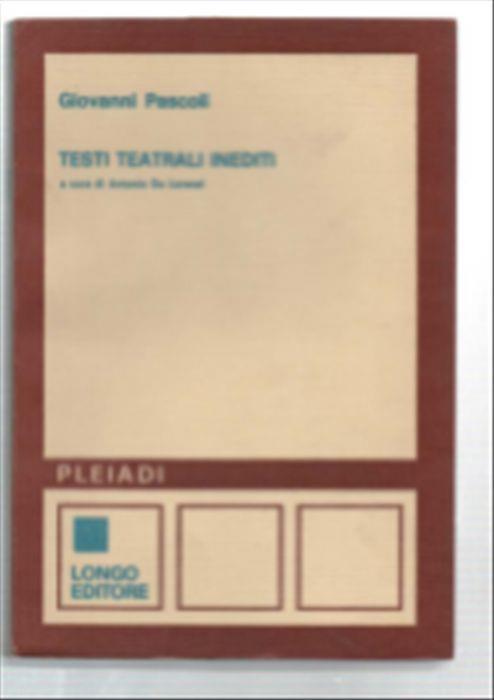 Giovanni Pascoli
TESTI TEATRALI INEDITI
a cura di Antonio De Lorenzi
PLEIADI
LONGO
EDITORE